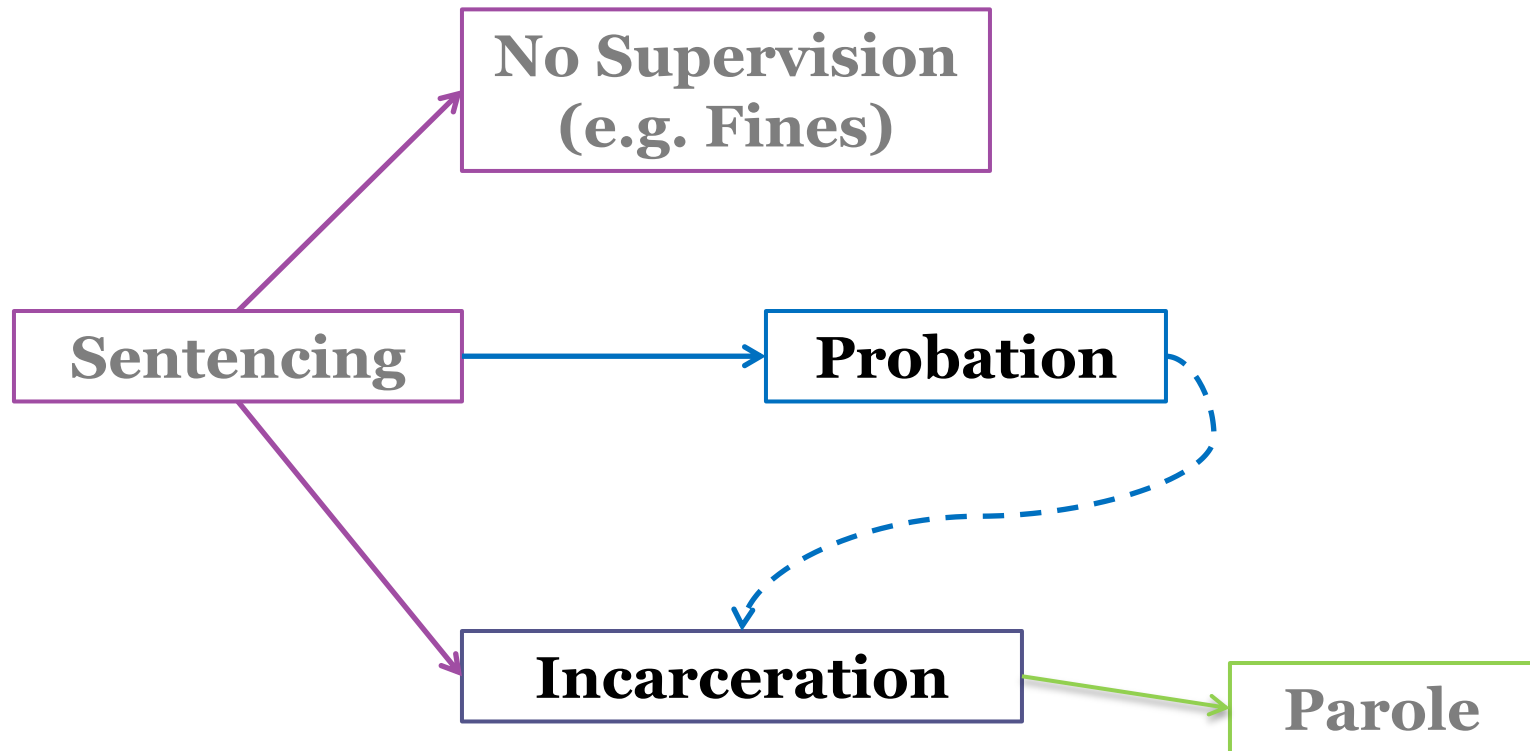 No Supervision
(e.g. Fines)
Sentencing
Probation
Incarceration
Parole